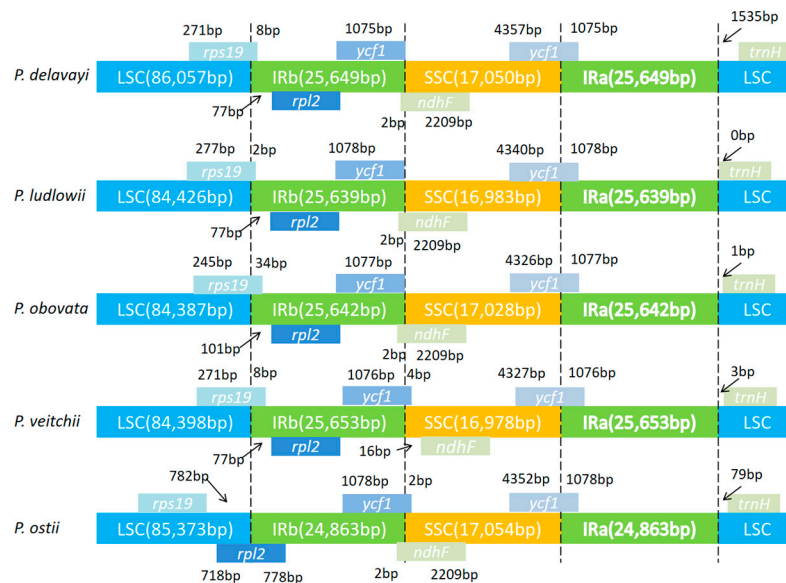 271bp 8bp 1075bp 4357bp 1075bp 1535bp
rps19 ycf1 ycf1 trnH
P. delavayi LSC(86,057bp) IRb(25,649bp) SSC(17,050bp) IRa(25,649bp) LSC
77bp rpl2 ndhF
2bp 2209bp
277bp 2bp 1078bp 4340bp 1078bp 0bp
rps19 ycf1 ycf1 trnH
P. ludlowii LSC(84,426bp) IRb(25,639bp) SSC(16,983bp) IRa(25,639bp) LSC
77bp rpl2 ndhF
2bp 2209bp
245bp 34bp 1077bp 4326bp 1077bp 1bp
rps19 ycf1 ycf1 trnH
P. obovata LSC(84,387bp) IRb(25,642bp) SSC(17,028bp) IRa(25,642bp) LSC
101bp rpl2 ndhF
2bp 2209bp
271bp 8bp 1076bp 4bp 4327bp 1076bp 3bp
rps19 ycf1 ycf1 trnH
P. veitchii LSC(84,398bp) IRb(25,653bp) SSC(16,978bp) IRa(25,653bp) LSC
77bp rpl2 16bp ndhF
782bp 1078bp 2bp 4352bp 1078bp 79bp
rps19 ycf1 ycf1 trnH
P. ostii LSC(85,373bp) IRb(24,863bp) SSC(17,054bp) IRa(24,863bp) LSC
rpl2 ndhF
718bp 778bp 2bp 2209bp